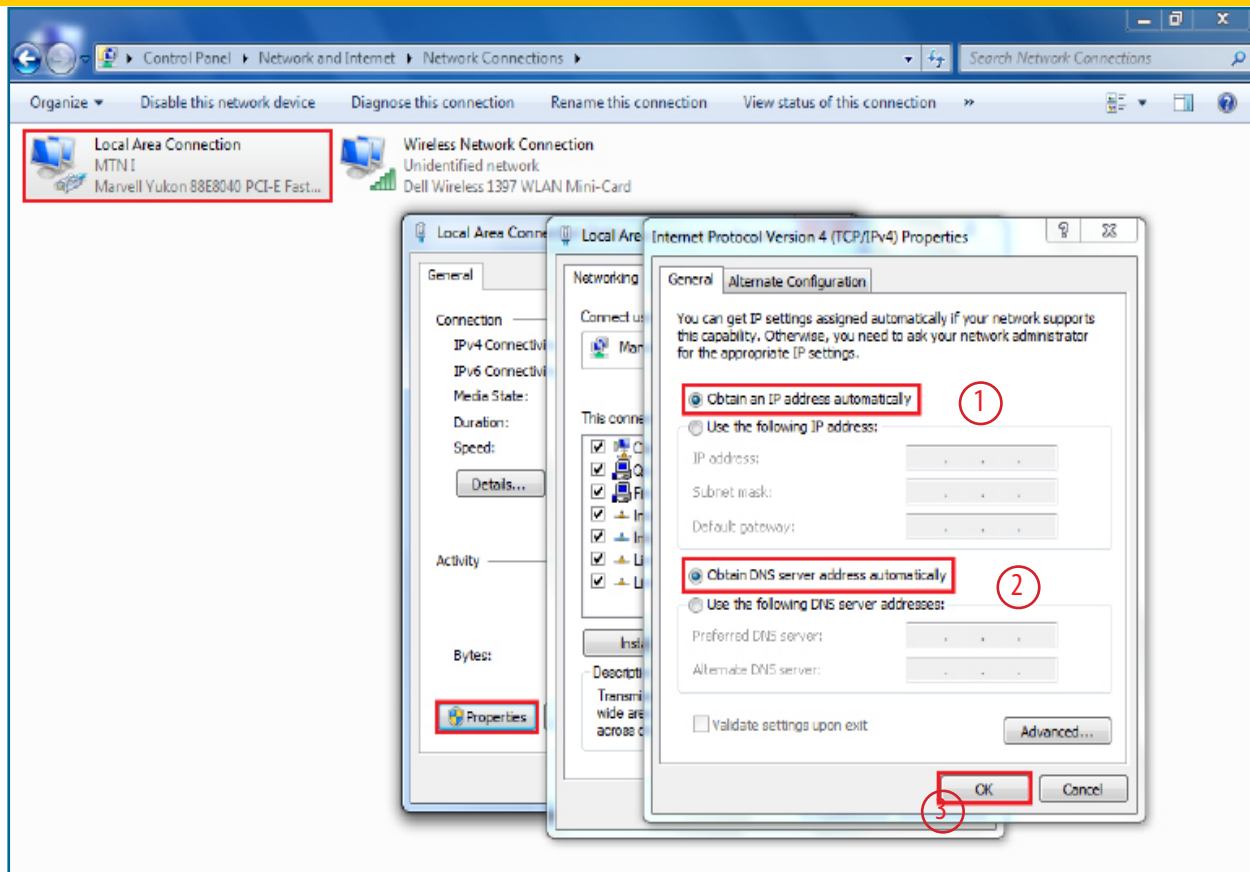 Control Panel ▸ Network and Internet ▸ Network Connections ▸
Search Network Connections
Organize ▾ Disable this network device Diagnose this connection Rename this connection View status of this connection »
Local Area Connection
MTN I
Marvell Yukon 88E8040 PCI-E Fast...
Wireless Network Connection
Unidentified network
Dell Wireless 1397 WLAN Mini-Card
Local Area Conne
General
Connection
IPv4 Connectivi
IPv6 Connectivi
Media State:
Duration:
Speed:
Details...
Activity
Bytes:
Properties
Local Are
Networking
Connect us
This conne
Descripti
Transmi
wide are
Internet Protocol Version 4 (TCP/IPv4) Properties
General
Alternate Configuration
You can get IP settings assigned automatically if your network supports
this capability. Otherwise, you need to ask your network administrator
for the appropriate IP settings.
Obtain an IP address automatically
1
Use the following IP address:
IP address:
Subnet mask:
Default gateway:
Obtain DNS server address automatically
2
Use the following DNS server addresses:
Preferred DNS server:
Alternate DNS server:
Validate settings upon exit
Advanced...
OK
Cancel
3